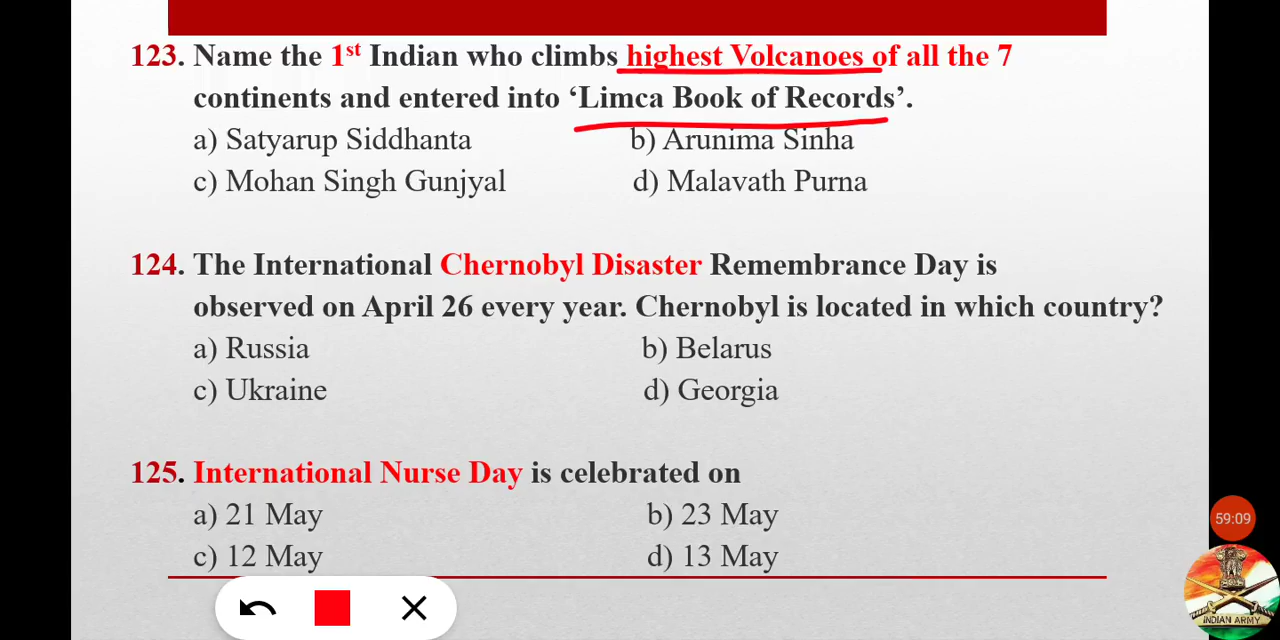 123. Name the 1st Indian who climbs highest Volcanoes of all the 7
continents and entered into ‘Limca Book of Records’.
a) Satyarup Siddhanta b) Arunima Sinha
c) Mohan Singh Gunjyal d) Malavath Purna
124. The International Chernobyl Disaster Remembrance Day is
observed on April 26 every year. Chernobyl is located in which country?
a) Russia b) Belarus
c) Ukraine d) Georgia
125. International Nurse Day is celebrated on
a) 21 May b) 23 May
c) 12 May d) 13 May
59:09
INDIAN ARMY